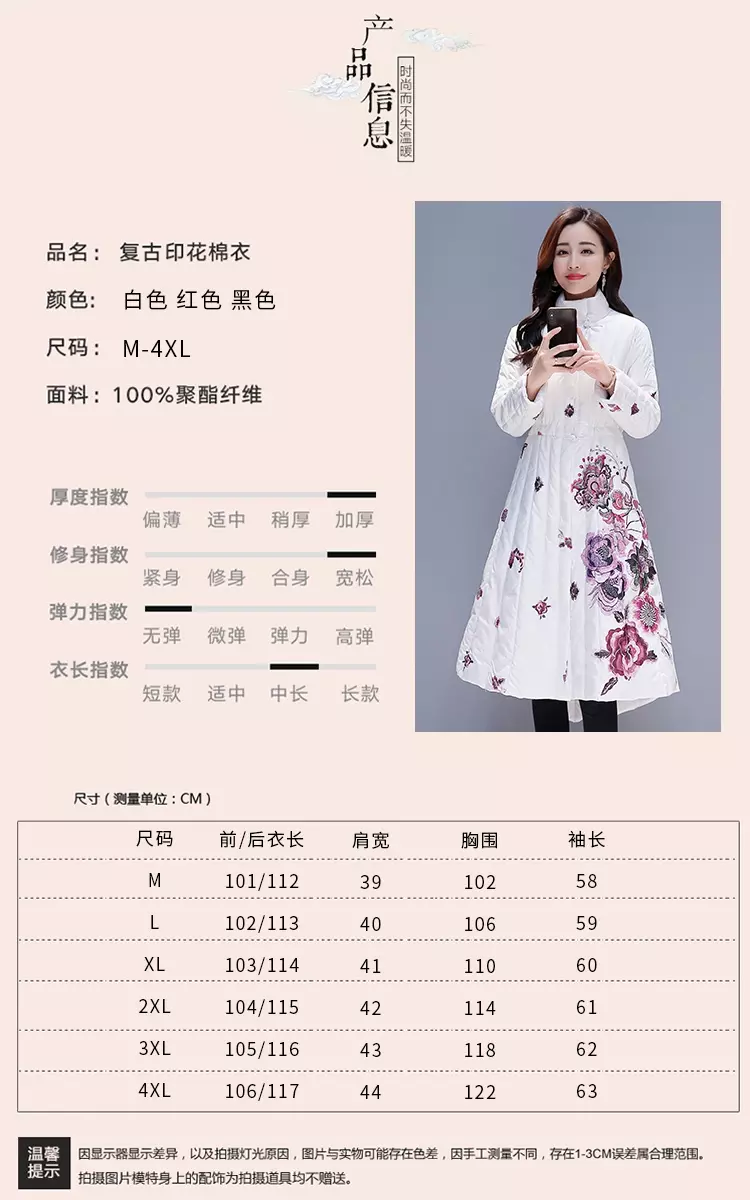 产品信息
时尚而不失温暖
品名： 复古印花棉衣
颜色: 白色 红色 黑色
尺码： M-4XL
面料：100%聚酯纤维
厚度指数
偏薄 适中 稍厚 加厚
修身指数
紧身 修身 合身 宽松
弹力指数
无弹 微弹 弹力 高弹
衣长指数
短款 适中 中长 长款
尺寸（测量单位：CM）
尺码 前/后衣长 肩宽 胸围 袖长
M 101/112 39 102 58
L 102/113 40 106 59
XL 103/114 41 110 60
2XL 104/115 42 114 61
3XL 105/116 43 118 62
4XL 106/117 44 122 63
温馨
提示
因显示器显示差异，以及拍摄灯光原因，图片与实物可能存在色差，因手工测量不同，存在1-3CM误差属合理范围。
拍摄图片模特身上的配饰为拍摄道具均不赠送。